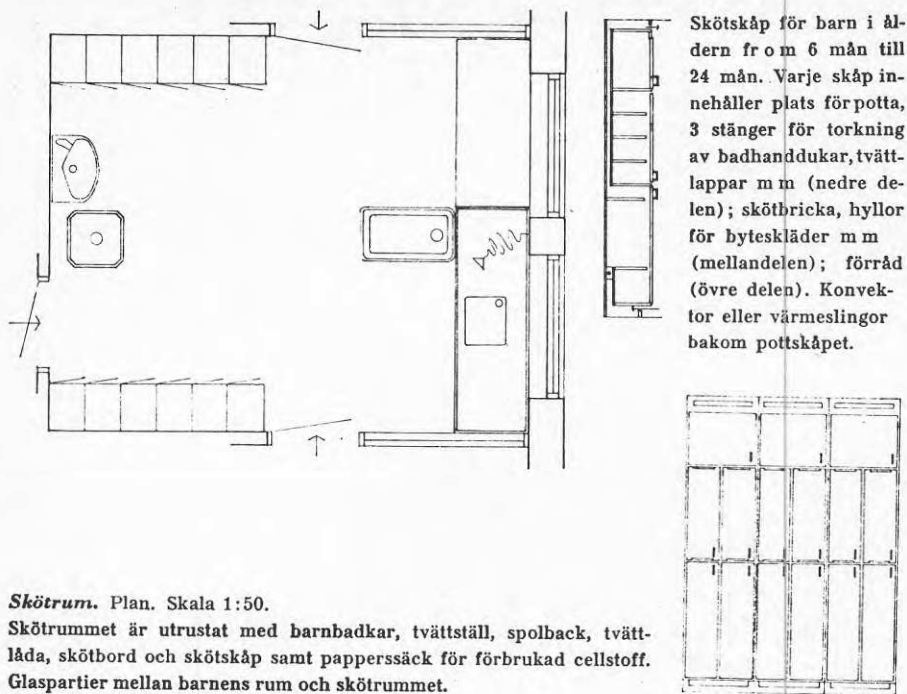 Skötskåp för barn i ål-
dern from 6 mån till
24 mån. Varje skåp in-
nehåller plats för potta,
3 stänger för torkning
av badhanddukar, tvätt-
lappar m m (nedre de-
len); skötbricka, hyllor
för byteskläder m m
(mellandelen); förråd
(övre delen). Konvek-
tor eller värmeslingor
bakom pottskåpet.
Skötrum. Plan. Skala 1:50.
Skötrummet är utrustat med barnbadkar, tvättställ, spolback, tvätt-
låda, skötbord och skötskåp samt papperssäck för förbrukad cellstoff.
Glaspartier mellan barnens rum och skötrummet.